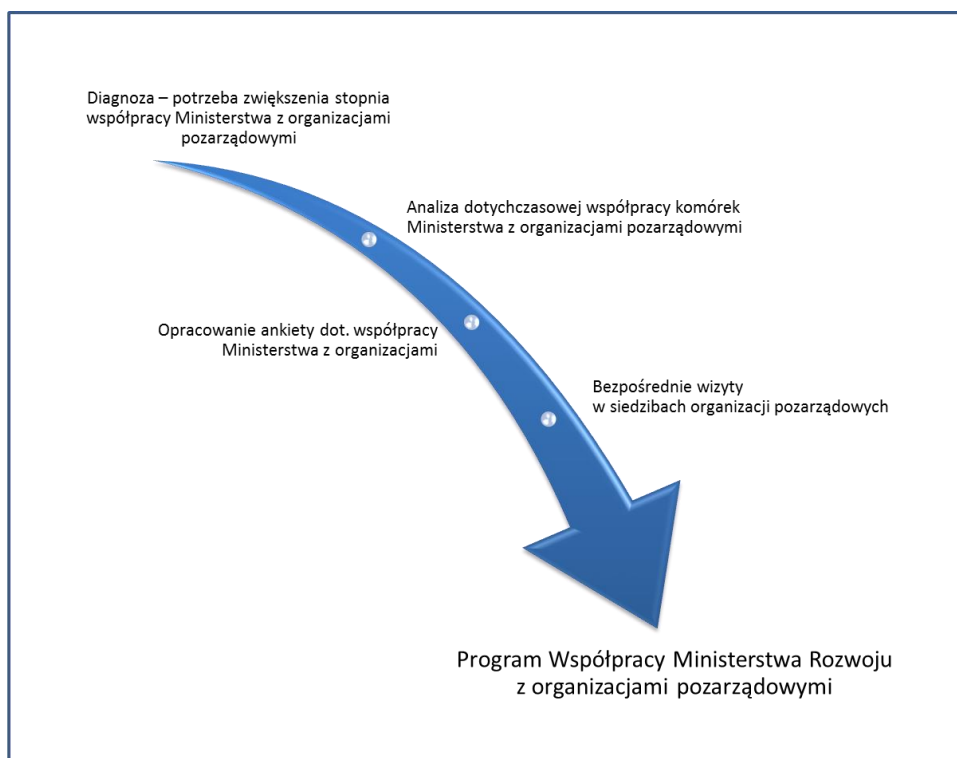 Diagnoza – potrzeba zwiększenia stopnia
współpracy Ministerstwa z organizacjami
pozarządowymi
Analiza dotychczasowej współpracy komórek
Ministerstwa z organizacjami pozarządowymi
Opracowanie ankiety dot. współpracy
Ministerstwa z organizacjami
Bezpośrednie wizyty
w siedzibach organizacji pozarządowych
Program Współpracy Ministerstwa Rozwoju
z organizacjami pozarządowymi